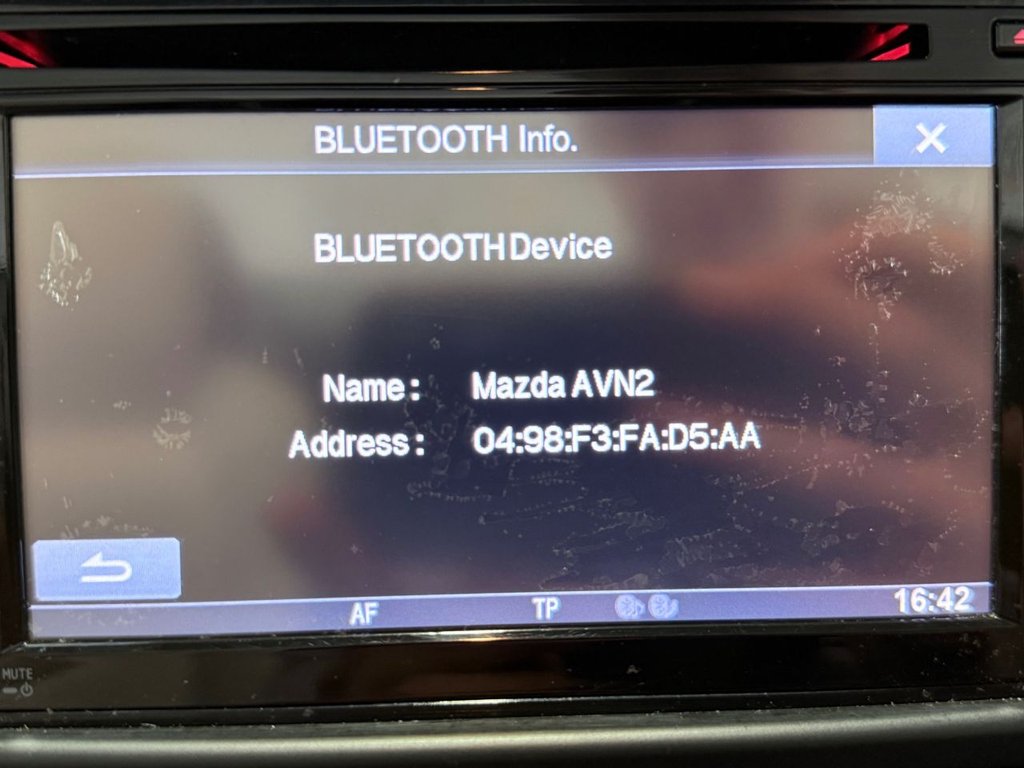 BLUETOOTH Info.
BLUETOOTH Device
Name : Mazda AVN2
Address : 04:98:F3:FA:D5:AA
AF TP 16:42
MUTE